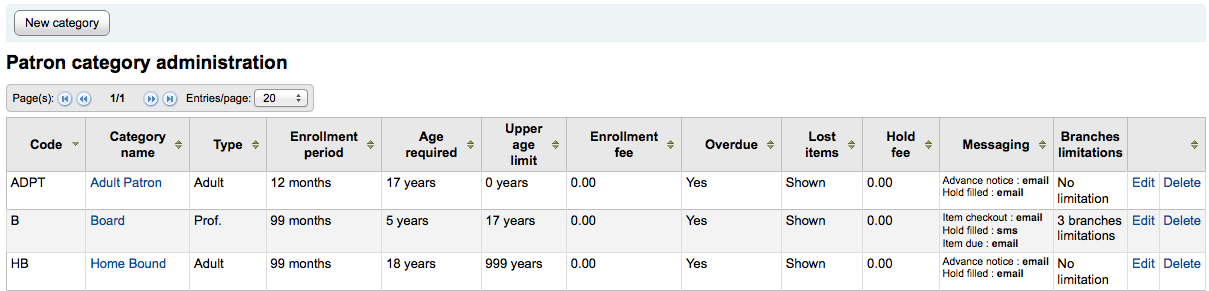 New category
Patron category administration
Page(s): 1/1 Entries/page: 20
Code Category name Type Enrollment period Age required Upper age limit Enrollment fee Overdue Lost items Hold fee Messaging Branches limitations
ADPT Adult Patron Adult 12 months 17 years 0 years 0.00 Yes Shown 0.00 Advance notice : email Hold filled : email No limitation Edit Delete
B Board Prof. 99 months 5 years 17 years 0.00 Yes Shown 0.00 Item checkout : email Hold filled : sms Item due : email 3 branches limitations Edit Delete
HB Home Bound Adult 99 months 18 years 999 years 0.00 Yes Shown 0.00 Advance notice : email Hold filled : email No limitation Edit Delete